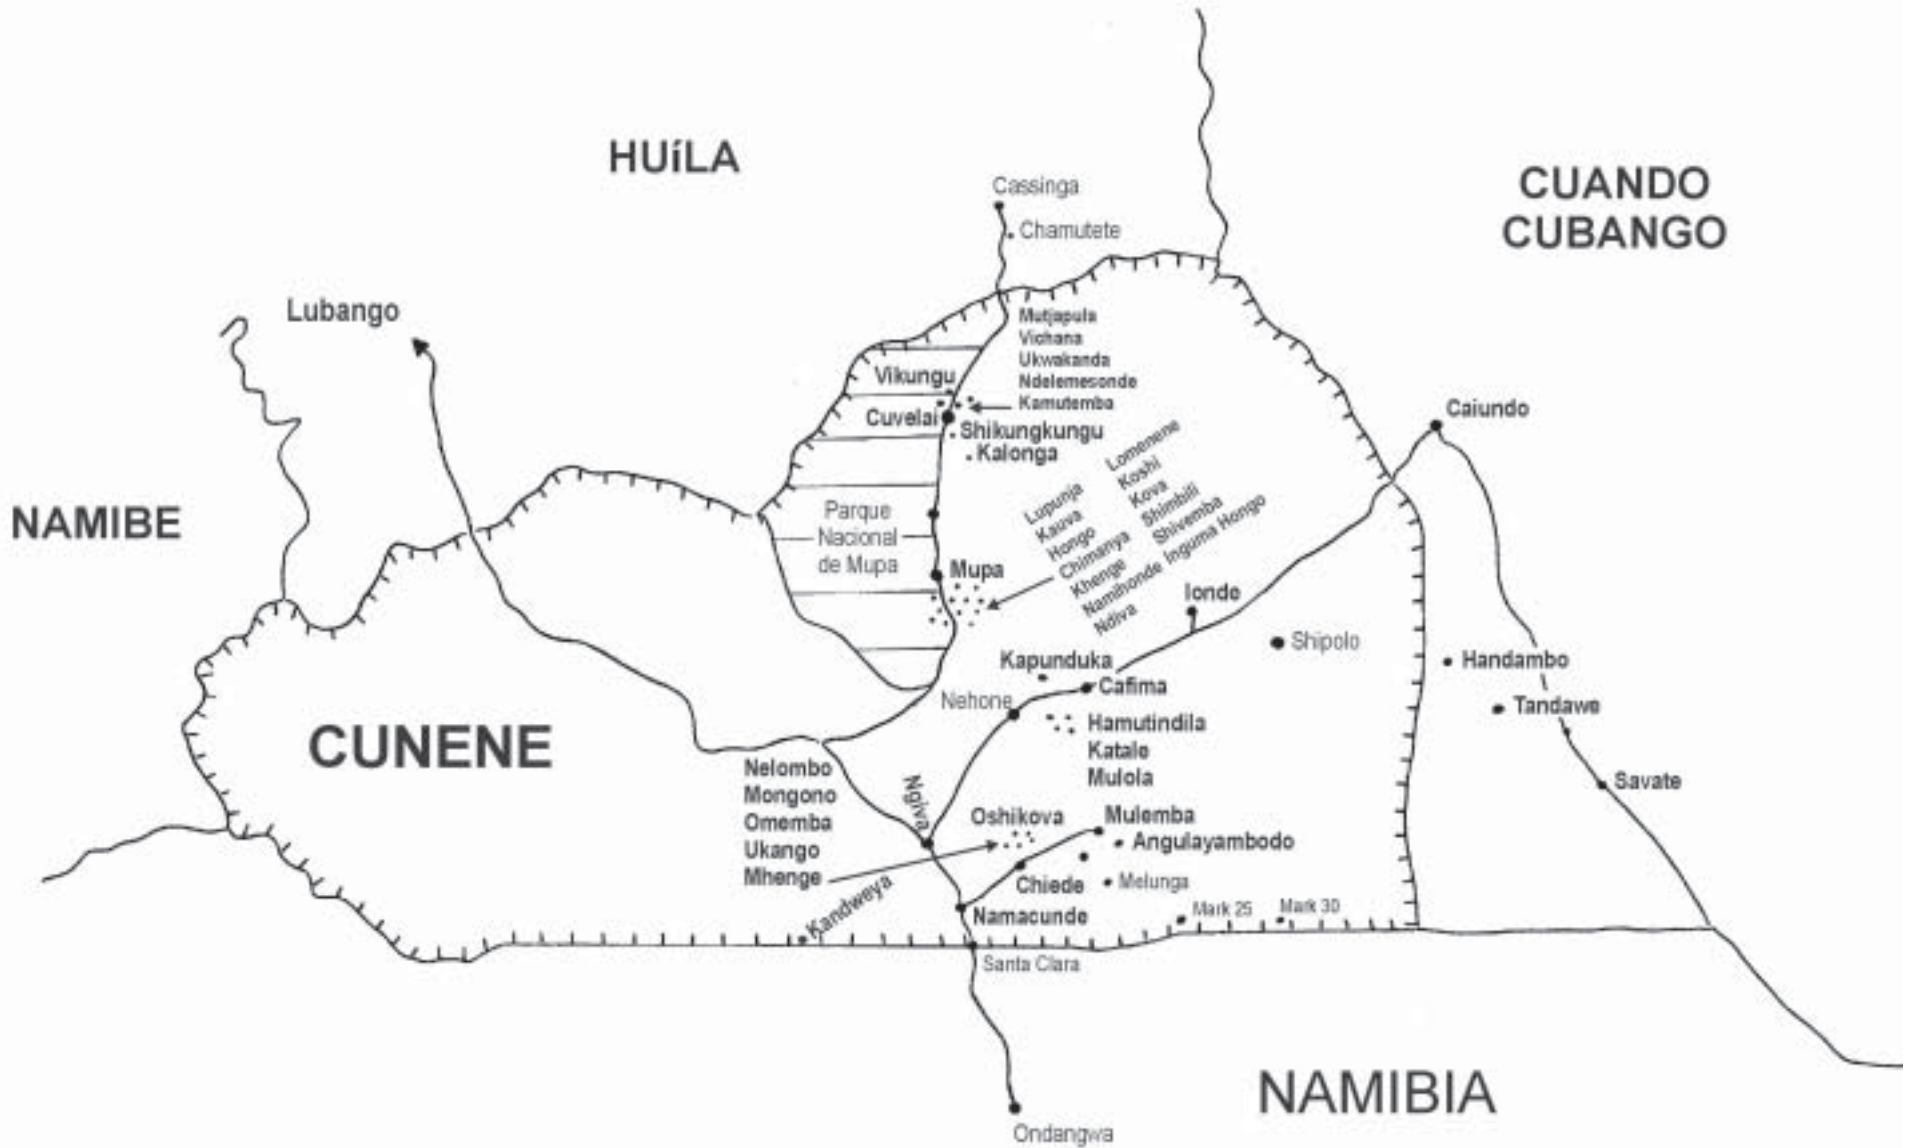 HUíLA
CUANDO
CUBANGO
Cassinga
Chamutete
Lubango
Mutjapula
Vichana
Ukwakanda
Ndelemesonde
Kamutemba
Vikungu
Cuvelai
Shikungkungu
Kalonga
Caiundo
NAMIBE
Parque
Nacional
de Mupa
Mupa
Lupunja
Kauva
Hongo
Chimanya
Khenge
Namihonde
Ndiva
Lomenene
Koshi
Kova
Shimbili
Shivemba
Inguma Hongo
Ionde
Shipolo
Handambo
Kapunduka
Cafima
Nehone
Tandawe
CUNENE
Hamutindila
Katale
Mulola
Nelombo
Mongono
Omemba
Ukango
Mhenge
Ngiva
Savate
Oshikova
Mulemba
Angulayambodo
Chiede
Melunga
Kandweya
Namacunde
Mark 25
Mark 30
Santa Clara
NAMIBIA
Ondangwa